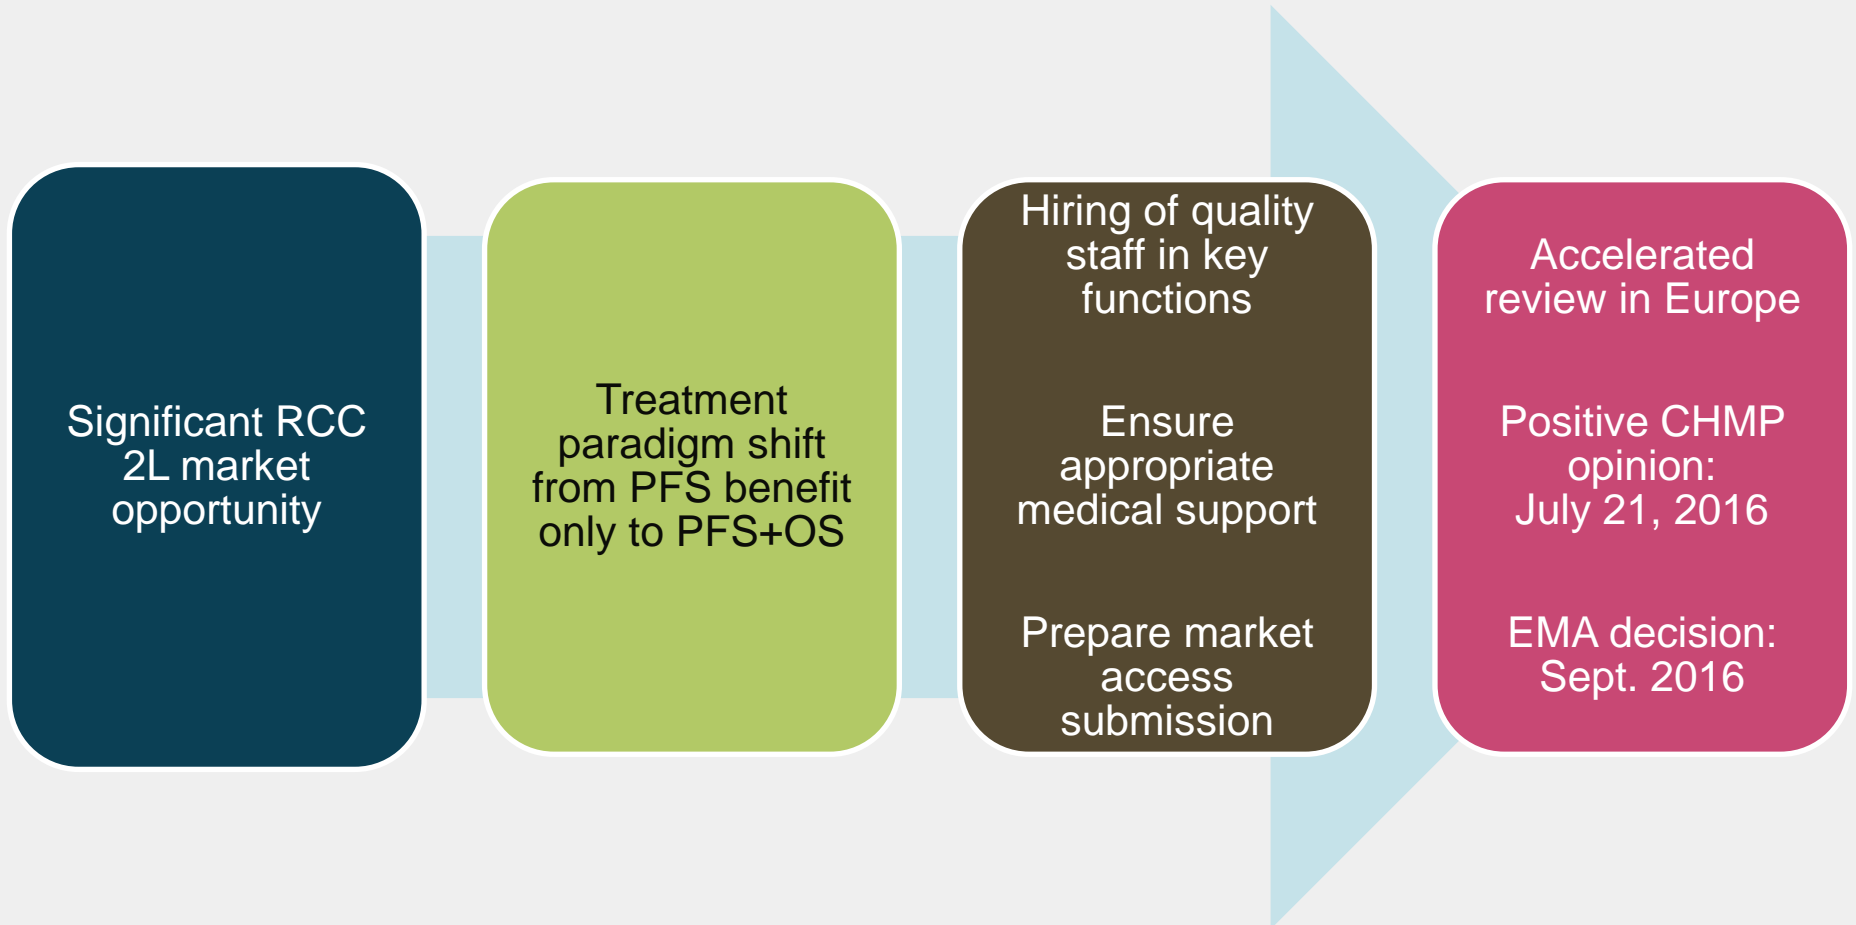 Significant RCC
2L market
opportunity
Treatment
paradigm shift
from PFS benefit
only to PFS+OS
Hiring of quality
staff in key
functions
Ensure
appropriate
medical support
Prepare market
access
submission
Accelerated
review in Europe
Positive CHMP
opinion:
July 21, 2016
EMA decision:
Sept. 2016